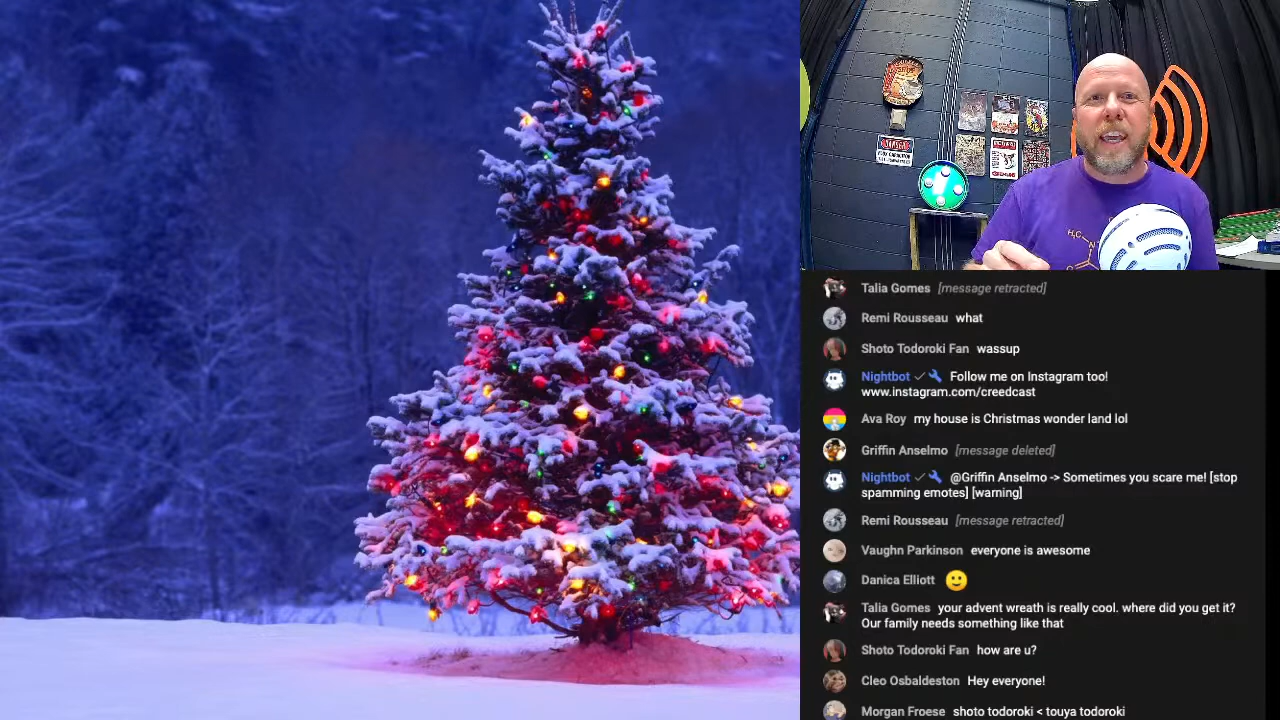 Talia Gomes [message retracted]
Remi Rousseau what
Shoto Todoroki Fan wassup
Nightbot Follow me on Instagram too!
www.instagram.com/creedcast
Ava Roy my house is Christmas wonder land lol
Griffin Anselmo [message deleted]
Nightbot @Griffin Anselmo -> Sometimes you scare me! [stop
spamming emotes] [warning]
Remi Rousseau [message retracted]
Vaughn Parkinson everyone is awesome
Danica Elliott 🙂
Talia Gomes your advent wreath is really cool. where did you get it?
Our family needs something like that
Shoto Todoroki Fan how are u?
Cleo Osbaldeston Hey everyone!
Morgan Froese shoto todoroki < touya todoroki